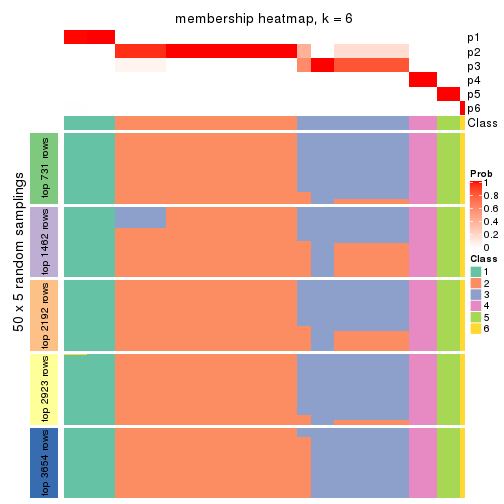 membership heatmap, k = 6
p1
p2
p3
p4
p5
p6
Class
50 x 5 random samplings
top 731 rows
top 1462 rows
top 2192 rows
top 2923 rows
top 3654 rows
Prob
1
0.8
0.6
0.4
0.2
0
Class
1
2
3
4
5
6